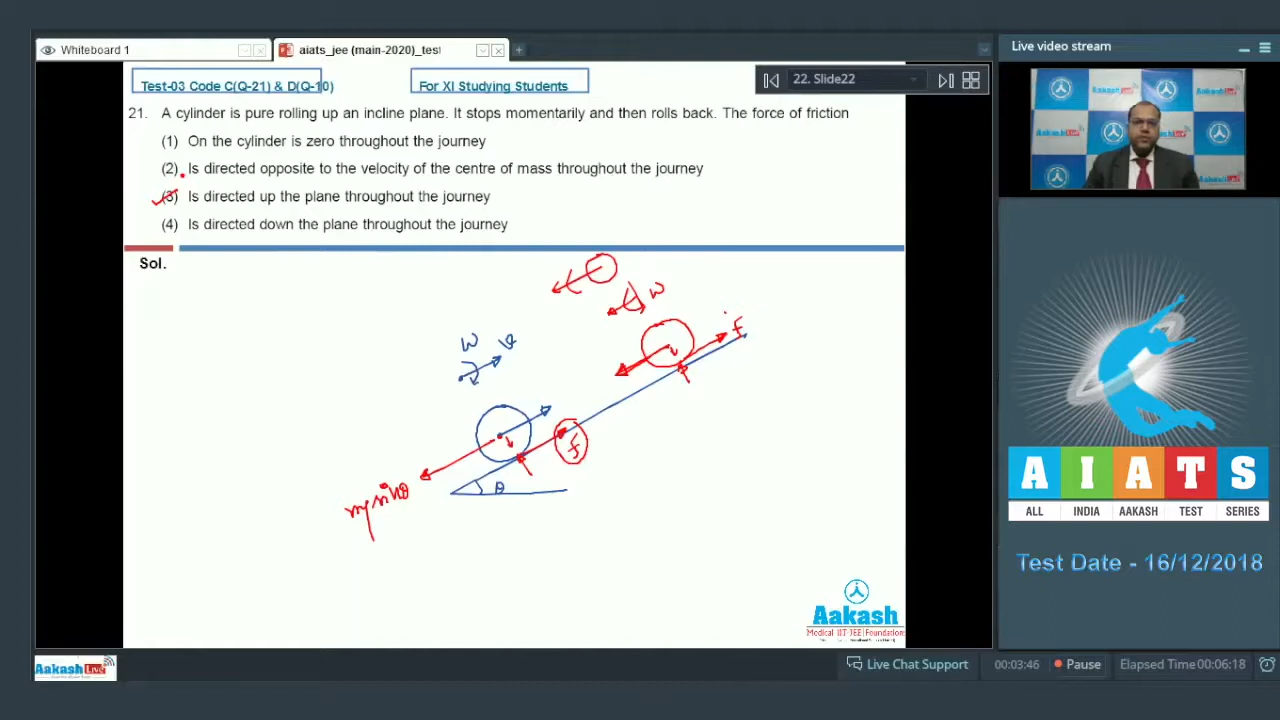 Whiteboard 1
aiats_jee (main-2020)_test
Live video stream
Test-03 Code C(Q-21) & D(Q-10)
For XI Studying Students
22. Slide22
21. A cylinder is pure rolling up an incline plane. It stops momentarily and then rolls back. The force of friction
(1) On the cylinder is zero throughout the journey
(2) Is directed opposite to the velocity of the centre of mass throughout the journey
(3) Is directed up the plane throughout the journey
(4) Is directed down the plane throughout the journey
Sol.
ω
f
ω v
f
θ
mg sinθ
A I A T S
ALL INDIA AAKASH TEST SERIES
Test Date - 16/12/2018
Aakash
Medical|IIT-JEE|Foundations
Aakash Live
Live Chat Support
00:03:46
Pause
Elapsed Time 00:06:18